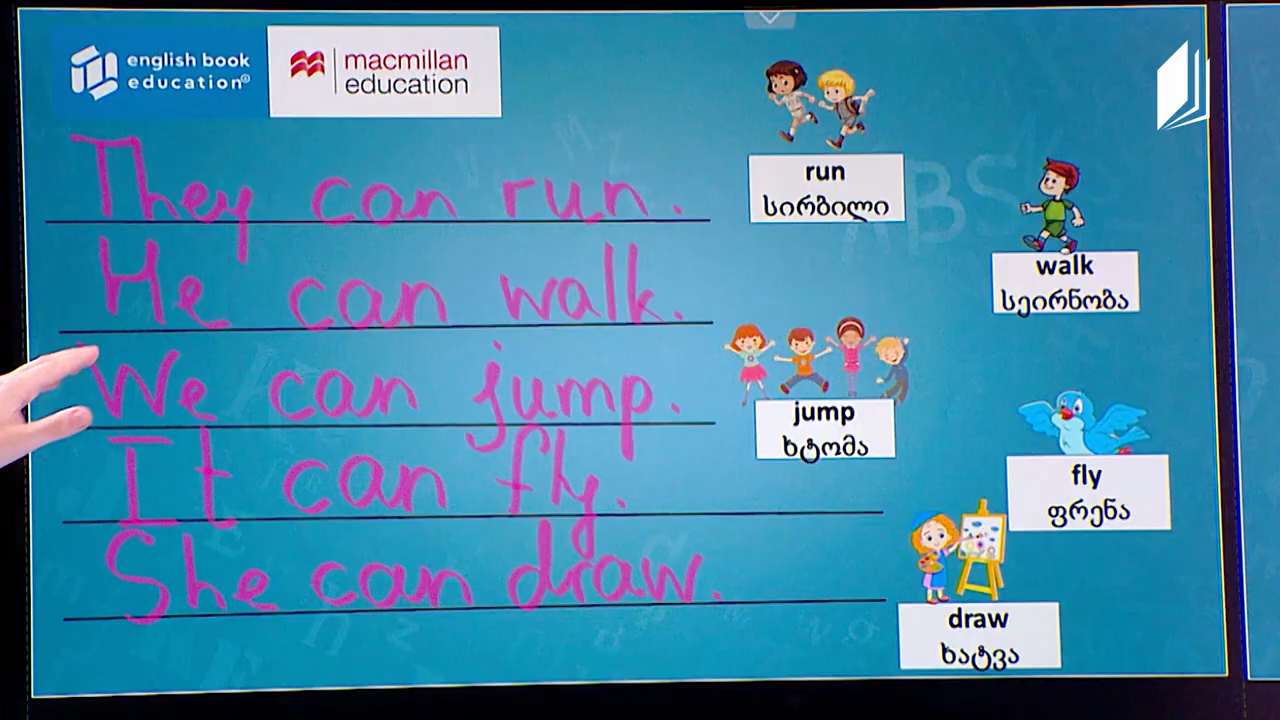 english book
education®
macmillan
education
They can run.
He can walk.
We can jump.
It can fly.
She can draw.
run
სირბილი
walk
სეირნობა
jump
ხტომა
fly
ფრენა
draw
ხატვა